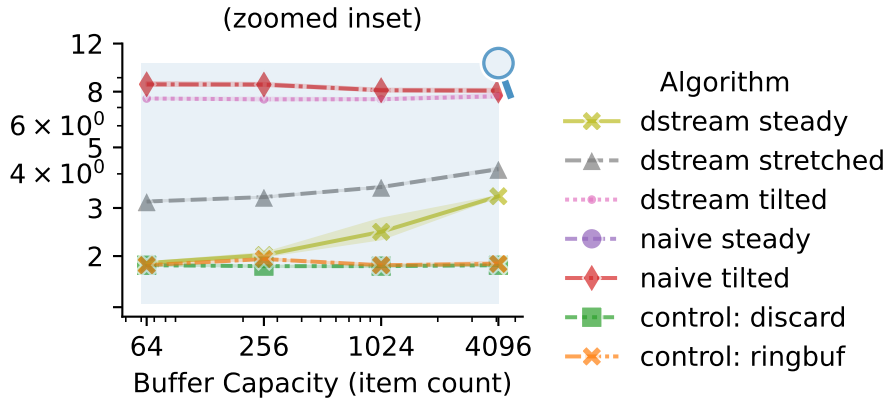 (zoomed inset)
12
8
6 × 10⁰
5
4 × 10⁰
3
2
64 256 1024 4096
Buffer Capacity (item count)
Algorithm
dstream steady
dstream stretched
dstream tilted
naive steady
naive tilted
control: discard
control: ringbuf